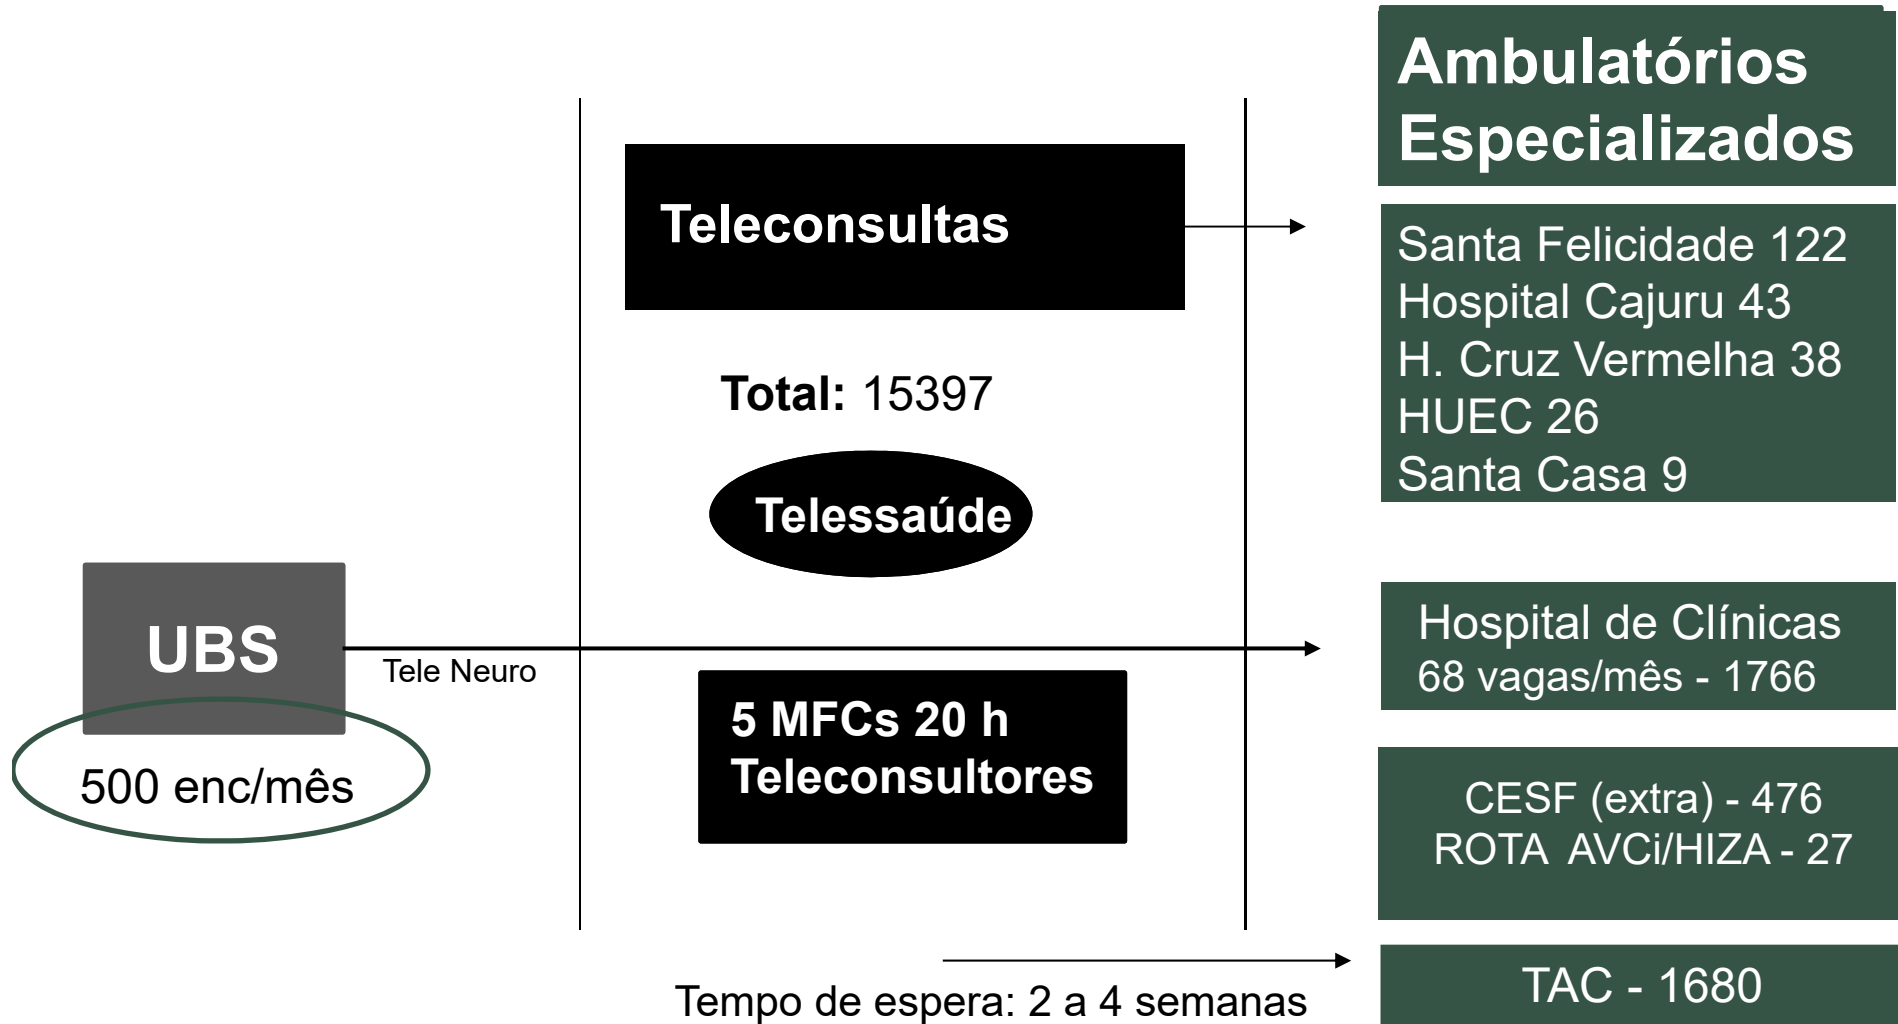 UBS
500 enc/mês
Tele Neuro
Teleconsultas
Total: 15397
Telessaúde
5 MFCs 20 h
Teleconsultores
Tempo de espera: 2 a 4 semanas
Ambulatórios
Especializados
Santa Felicidade 122
Hospital Cajuru 43
H. Cruz Vermelha 38
HUEC 26
Santa Casa 9
Hospital de Clínicas
68 vagas/mês - 1766
CESF (extra) - 476
ROTA AVCi/HIZA - 27
TAC - 1680